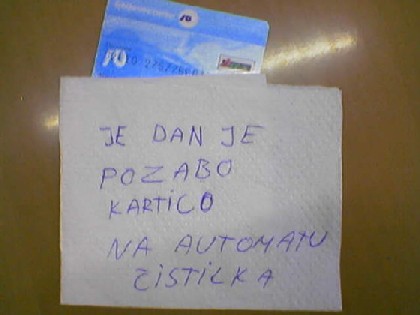 JE DAN JE
POZABO
KARTICO
NA AUTOMATU
ČISTILKA